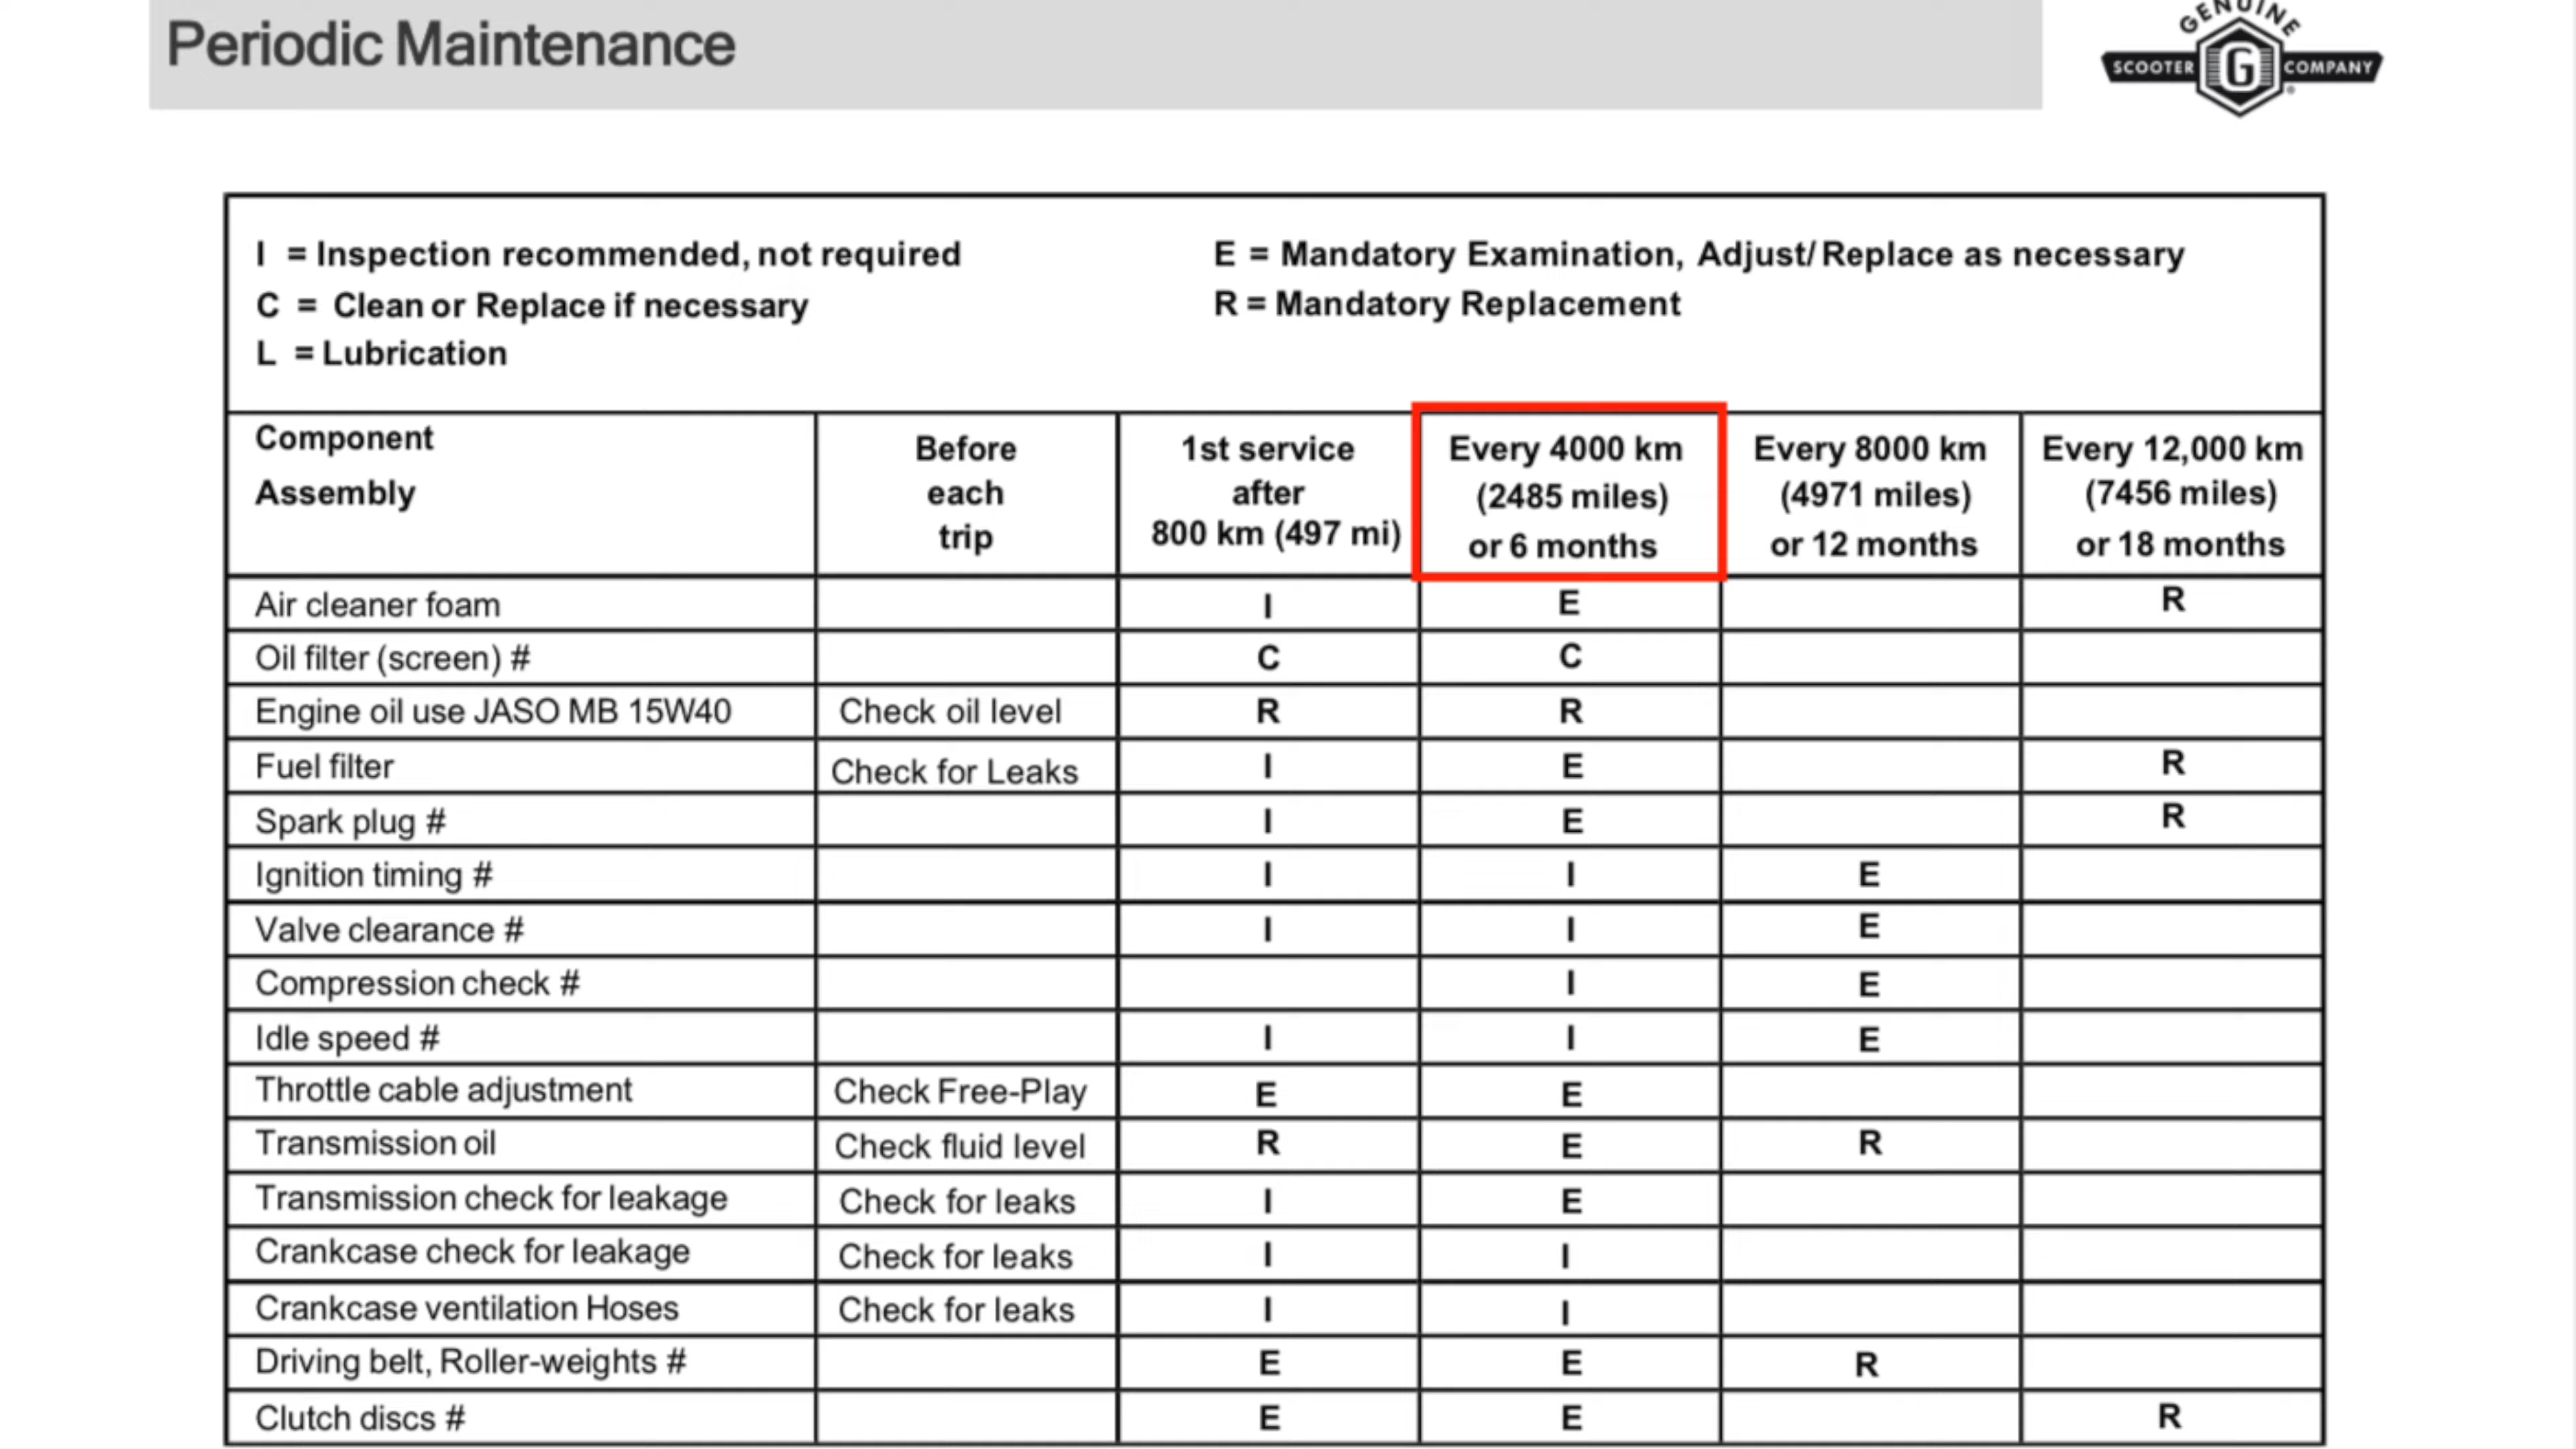 Periodic Maintenance
GENUINE
SCOOTER G COMPANY
®
I = Inspection recommended, not required
E = Mandatory Examination, Adjust/Replace as necessary
C = Clean or Replace if necessary
R = Mandatory Replacement
L = Lubrication
Component
Assembly
Before
each
trip
1st service
after
800 km (497 mi)
Every 4000 km
(2485 miles)
or 6 months
Every 8000 km
(4971 miles)
or 12 months
Every 12,000 km
(7456 miles)
or 18 months
Air cleaner foam I E R
Oil filter (screen) # C C
Engine oil use JASO MB 15W40 Check oil level R R
Fuel filter Check for Leaks I E R
Spark plug # I E R
Ignition timing # I I E
Valve clearance # I I E
Compression check # I E
Idle speed # I I E
Throttle cable adjustment Check Free-Play E E
Transmission oil Check fluid level R E R
Transmission check for leakage Check for leaks I E
Crankcase check for leakage Check for leaks I I
Crankcase ventilation Hoses Check for leaks I I
Driving belt, Roller-weights # E E R
Clutch discs # E E R